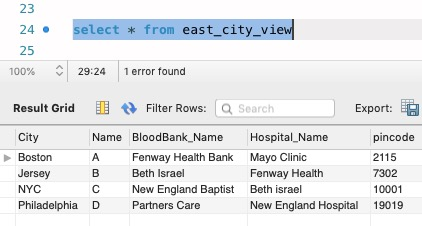 23
24 select * from east_city_view
25
100% 29:24 1 error found
Result Grid Filter Rows: Search Export:
City Name BloodBank_Name Hospital_Name pincode
Boston A Fenway Health Bank Mayo Clinic 2115
Jersey B Beth Israel Fenway Health 7302
NYC C New England Baptist Beth israel 10001
Philadelphia D Partners Care New England Hospital 19019